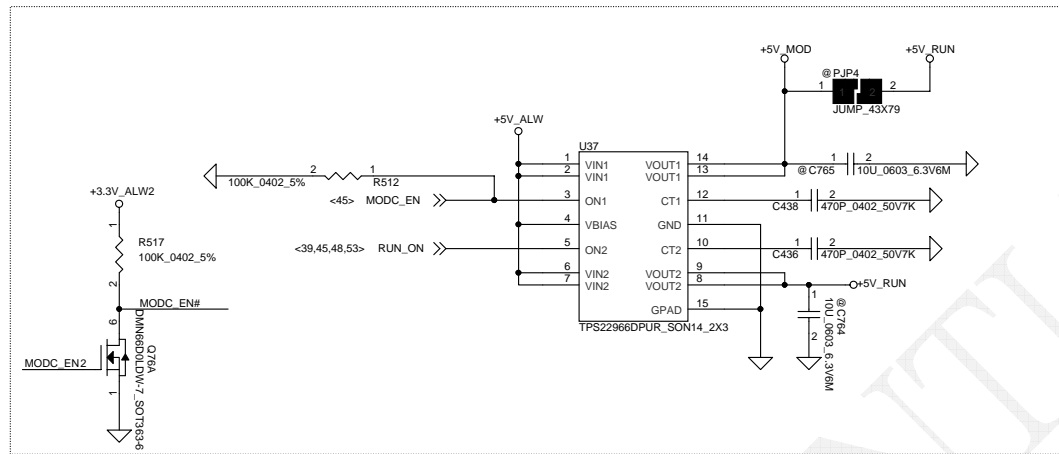 +5V_MOD
+5V_RUN
@ PJP4
1
1
2
2
JUMP_43X79
+5V_ALW
U37
1
VIN1
VOUT1
14
2
VIN1
VOUT1
13
@ C765
1
2
10U_0603_6.3V6M
2
1
100K_0402_5%
R512
<45>
MODC_EN
3
ON1
CT1
12
C438
1
2
470P_0402_50V7K
+3.3V_ALW2
4
VBIAS
GND
11
<39,45,48,53>
RUN_ON
5
ON2
CT2
10
C436
1
2
470P_0402_50V7K
1
R517
100K_0402_5%
2
6
VIN2
VOUT2
9
7
VIN2
VOUT2
8
+5V_RUN
GPAD
15
TPS22966DPUR_SON14_2X3
1
2
@ C764
10U_0603_6.3V6M
MODC_EN#
6
MODC_EN2
1
Q76A
DMN66D0LDW-7_SOT363-6